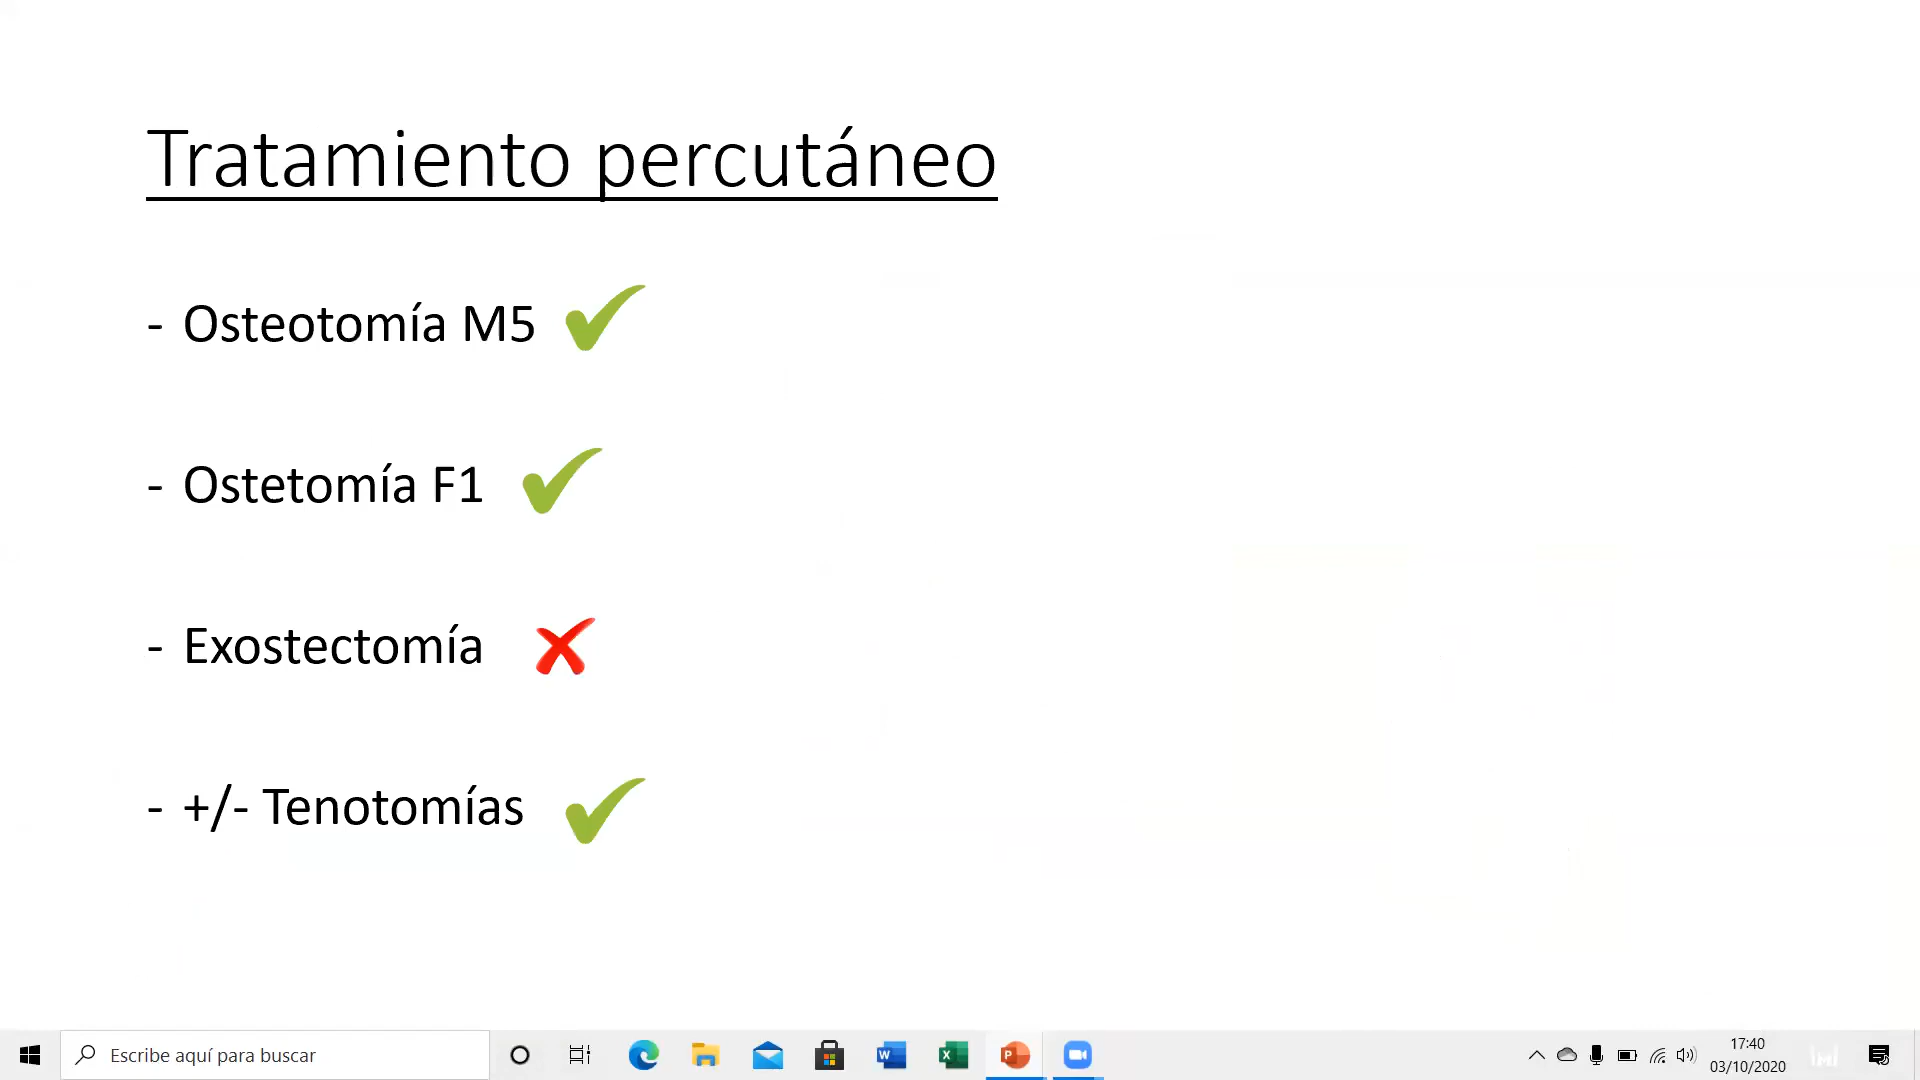 Tratamiento percutáneo
- Osteotomía M5
- Ostetomía F1
- Exostectomía
- +/- Tenotomías
Escribe aquí para buscar
17:40
03/10/2020